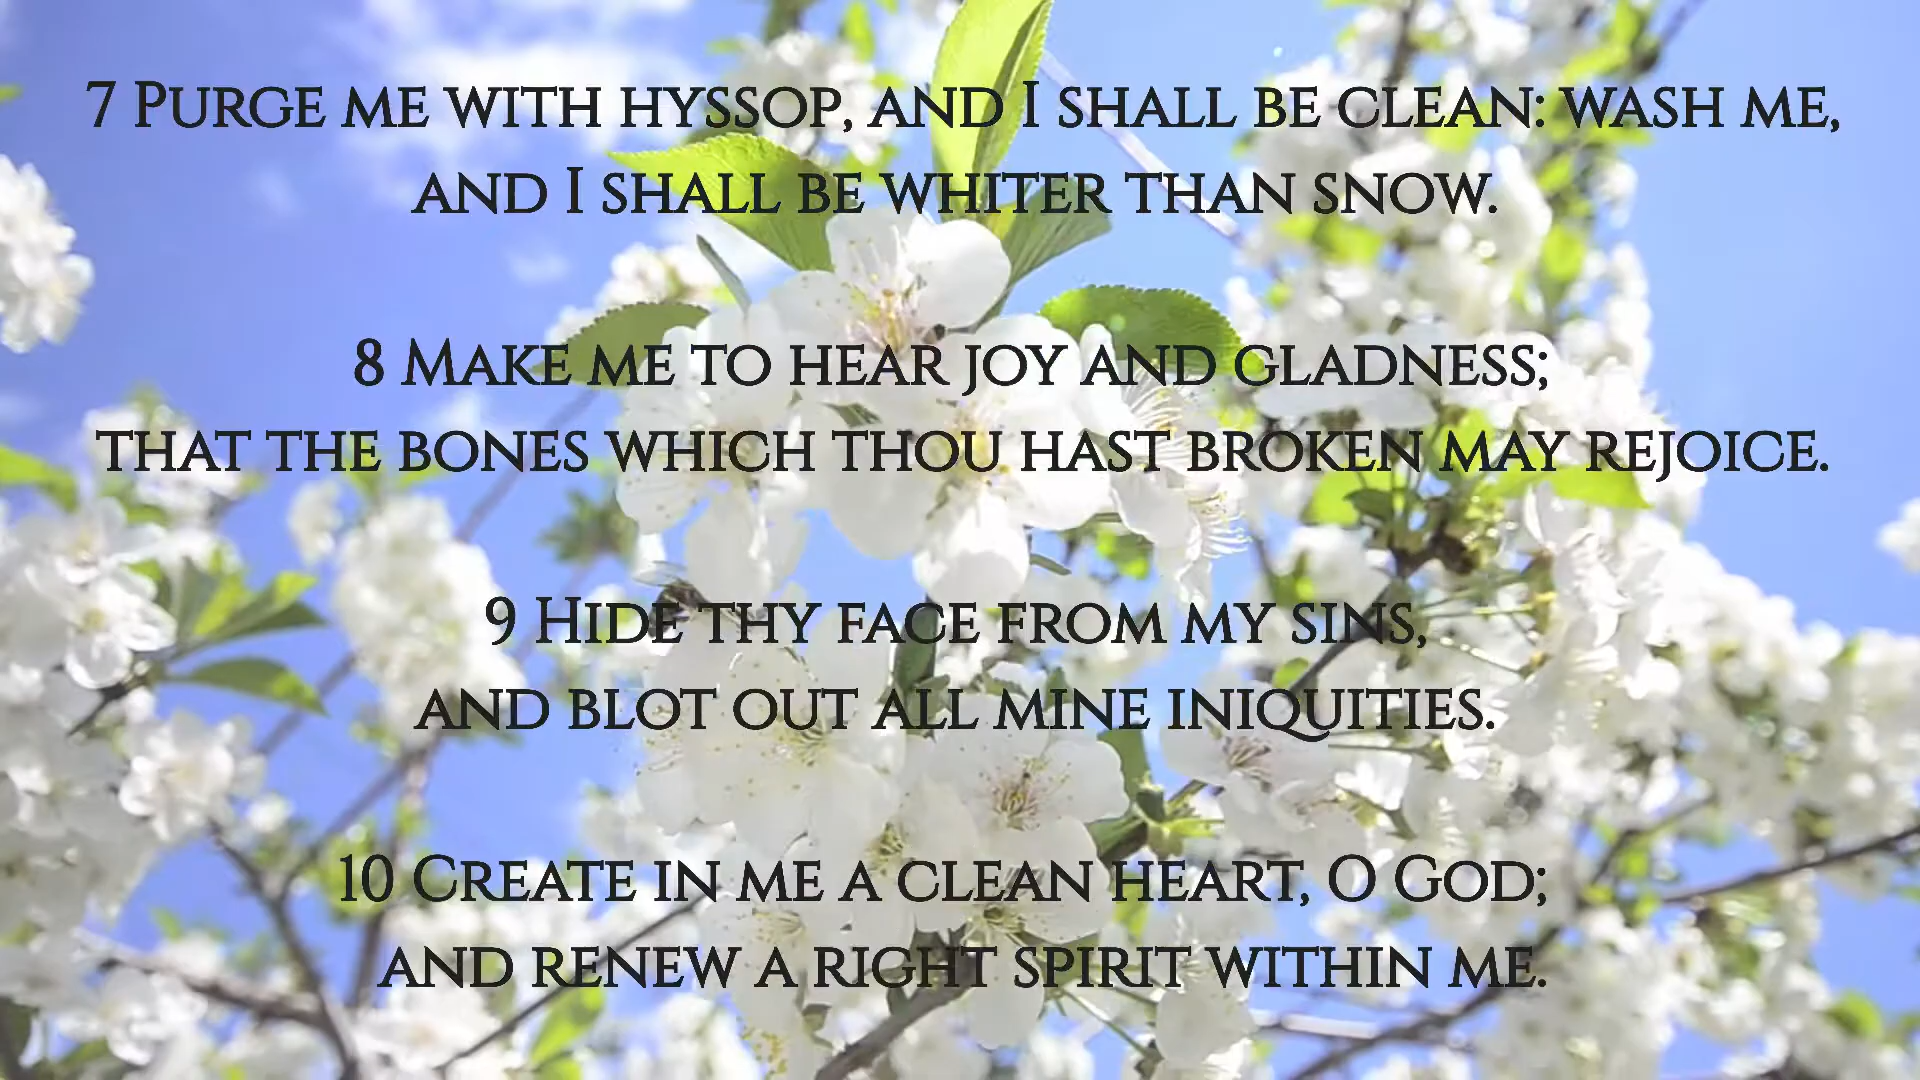 7 Purge me with hyssop, and I shall be clean: wash me,
and I shall be whiter than snow.
8 Make me to hear joy and gladness;
that the bones which thou hast broken may rejoice.
9 Hide thy face from my sins,
and blot out all mine iniquities.
10 Create in me a clean heart, O God;
and renew a right spirit within me.